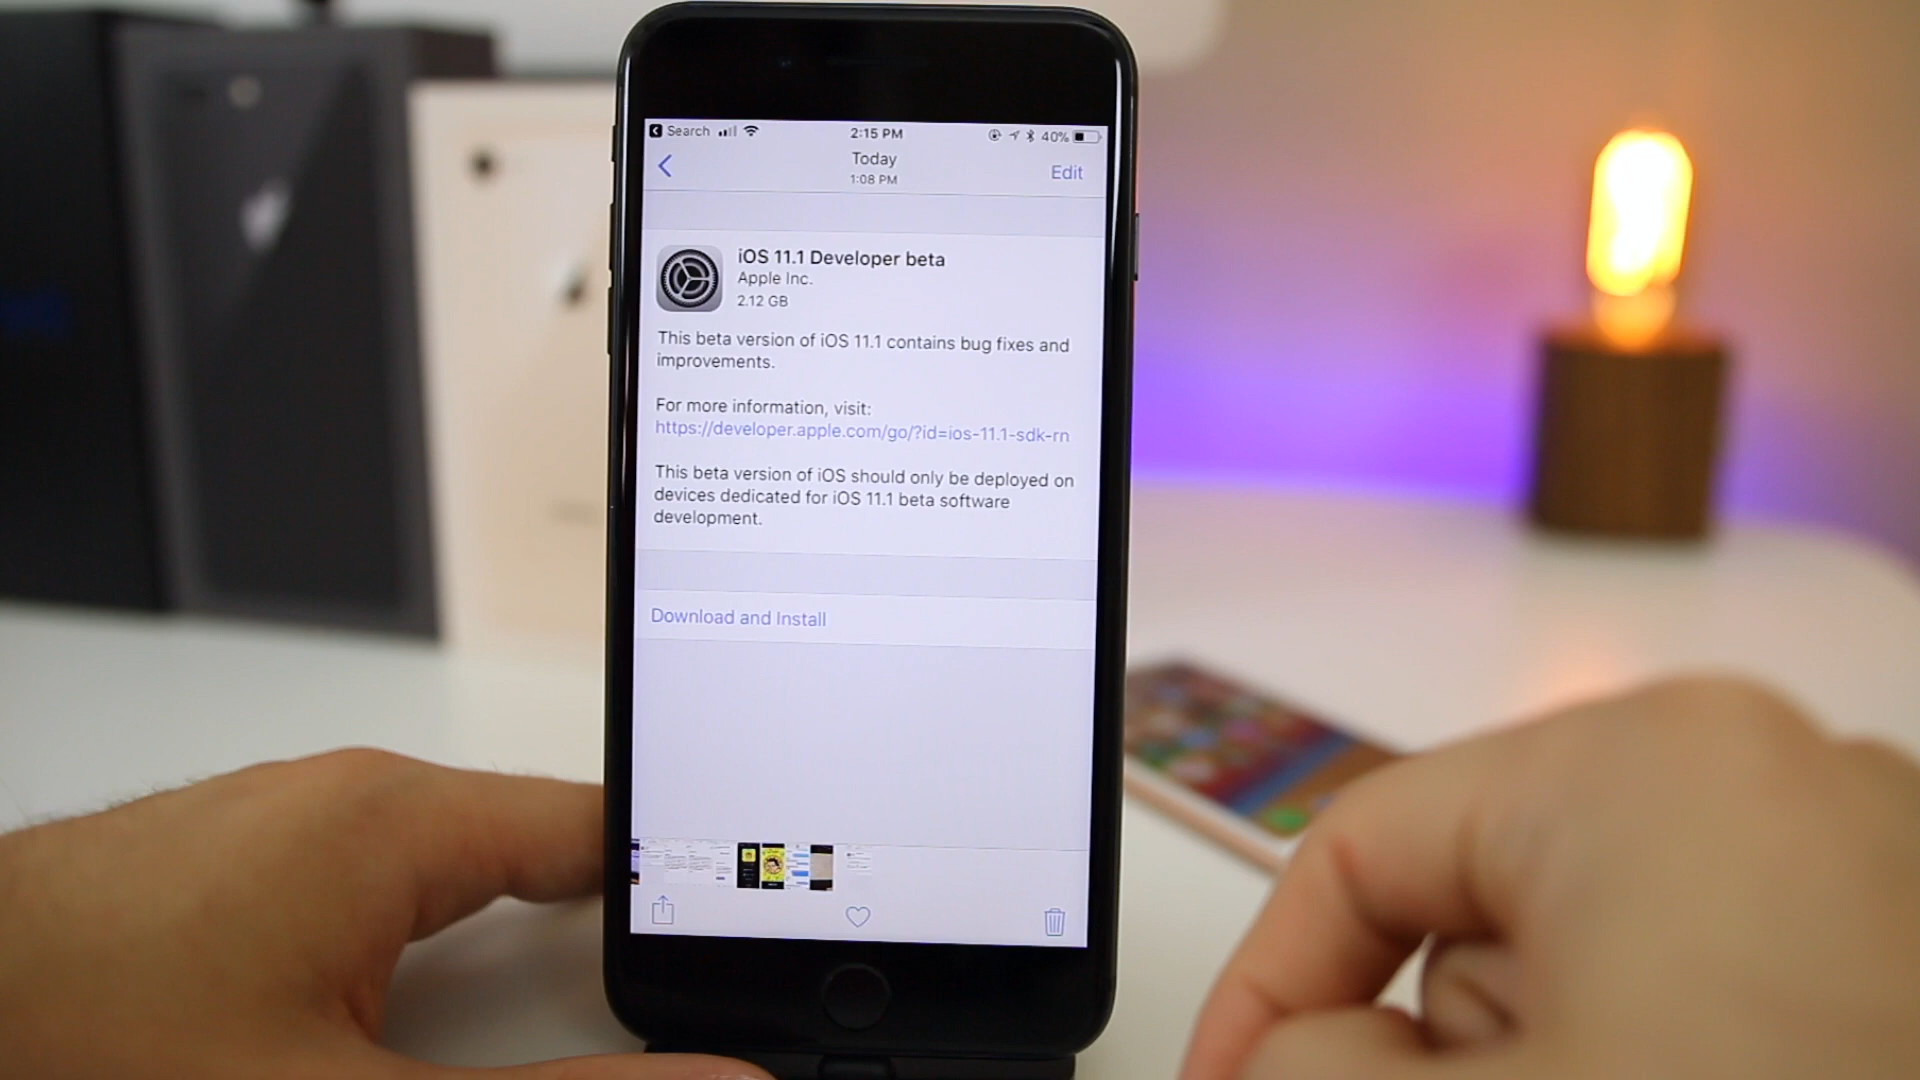 Search
2:15 PM
40%
Today
1:08 PM
Edit
iOS 11.1 Developer beta
Apple Inc.
2.12 GB
This beta version of iOS 11.1 contains bug fixes and
improvements.
For more information, visit:
https://developer.apple.com/go/?id=ios-11.1-sdk-rn
This beta version of iOS should only be deployed on
devices dedicated for iOS 11.1 beta software
development.
Download and Install